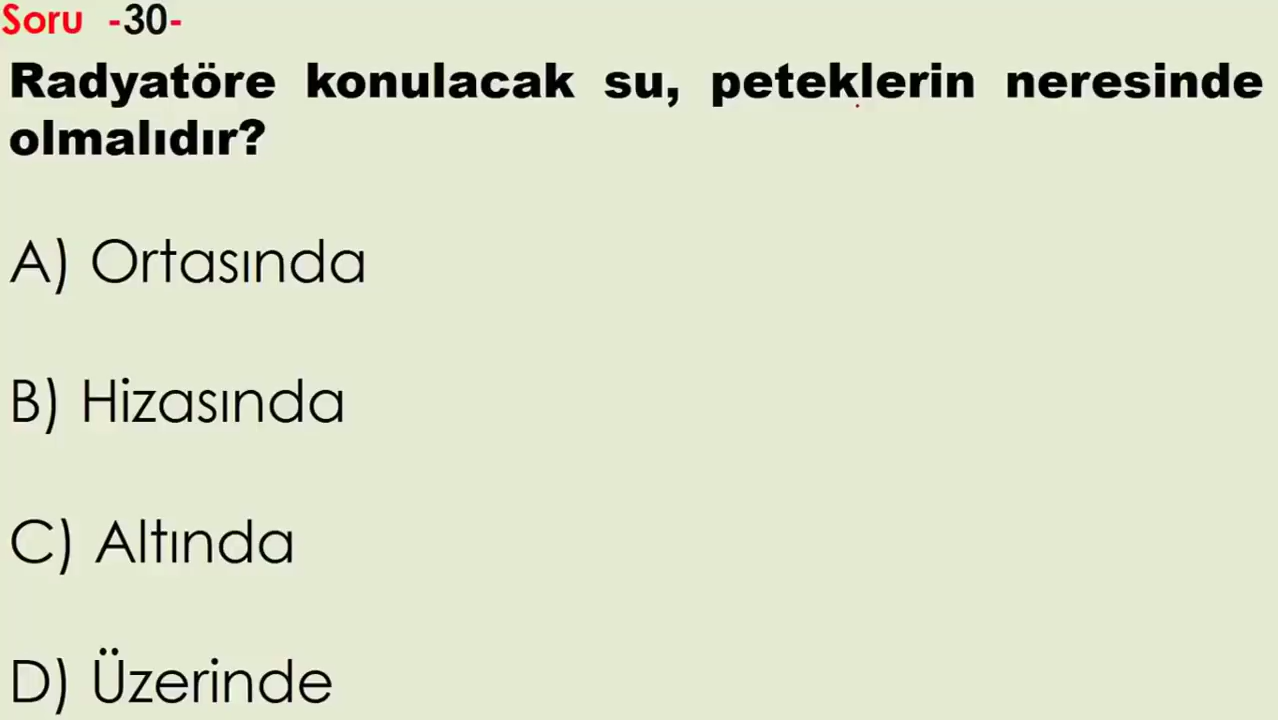 Soru -30-
Radyatöre konulacak su, peteklerin neresinde
olmalıdır?
A) Ortasında
B) Hizasında
C) Altında
D) Üzerinde